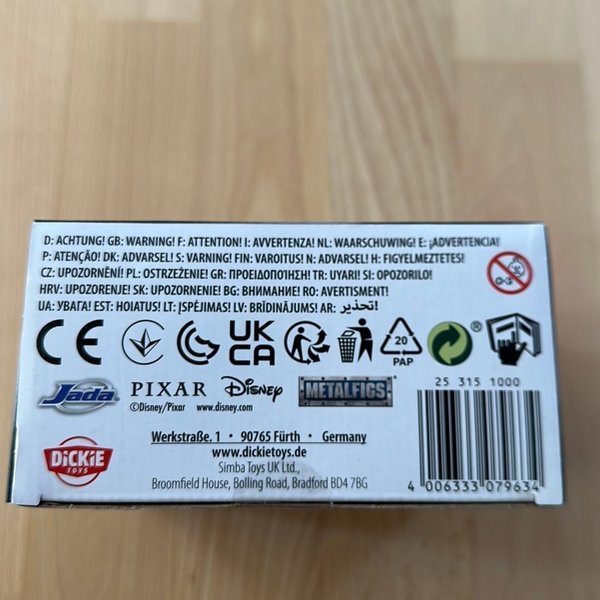 D: ACHTUNG! GB: WARNING! F: ATTENTION! I: AVVERTENZA! NL: WAARSCHUWING! E: ¡ADVERTENCIA!
P: ATENÇÃO! DK: ADVARSEL! S: VARNING! FIN: VAROITUS! N: ADVARSEL! H: FIGYELMEZTETES!
CZ: UPOZORNĚNÍ! PL: OSTRZEŻENIE! GR: ΠΡΟΕΙΔΟΠΟΙΗΣΗ! TR: UYARI! SI: OPOZORILO!
HRV: UPOZORENJE! SK: UPOZORNENIE! BG: ВНИМАНИЕ! RO: AVERTISMENT!
UA: УВАГА! EST: HOIATUS! LT: ĮSPĖJIMAS! LV: BRĪDINĀJUMS! AR: تحذير!
0-3
CE
UK
CA
20
PAP
®
25 315 1000
Jada
PIXAR Disney METALFIGS
©Disney/Pixar www.disney.com
DICKIE
TOYS
Werkstraße. 1 • 90765 Fürth • Germany
www.dickietoys.de
Simba Toys UK Ltd.,
Broomfield House, Bolling Road, Bradford BD4 7BG
4 006333 079634